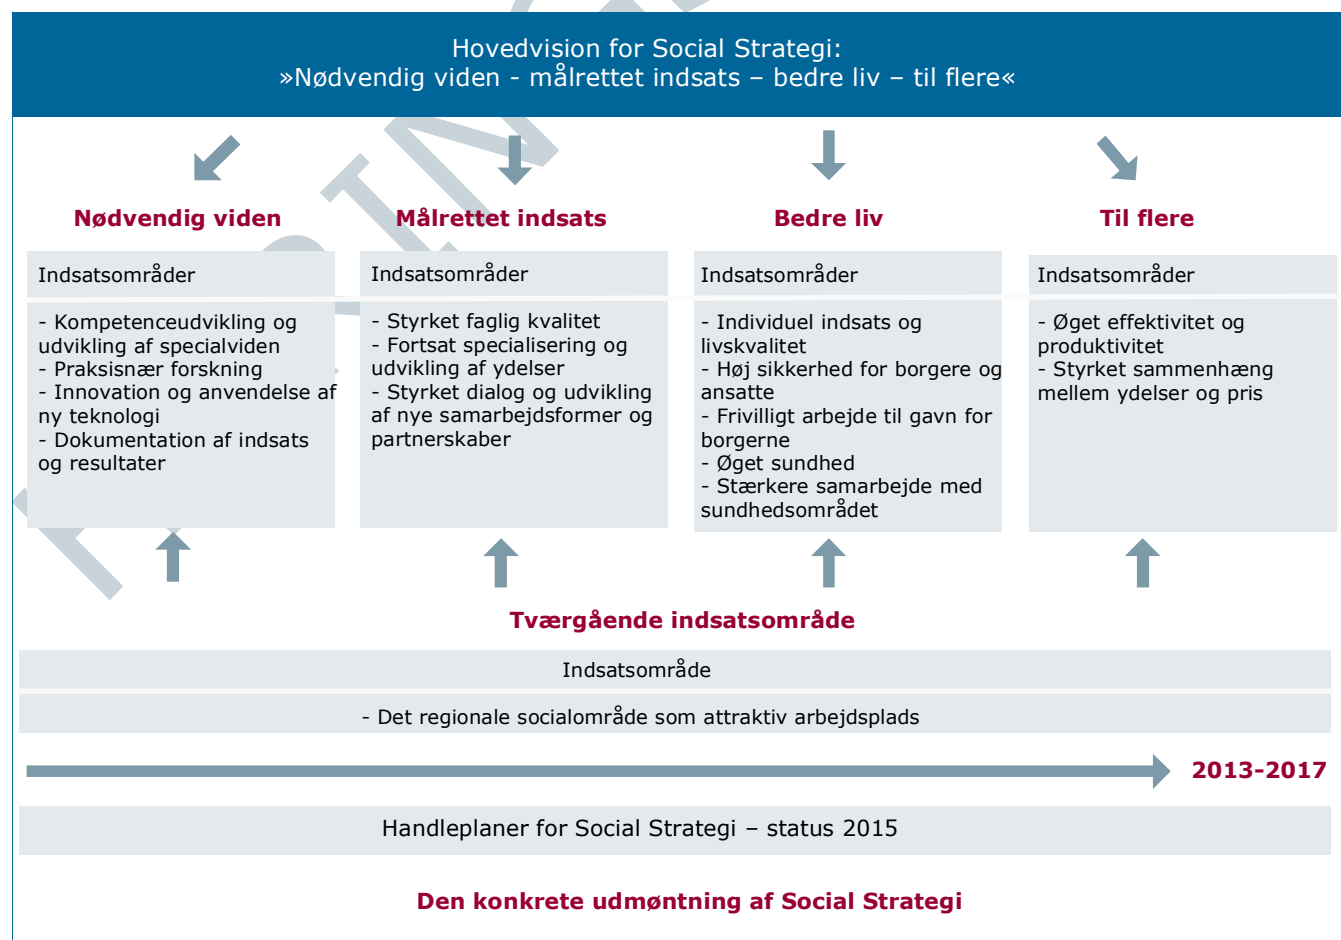 Hovedvision for Social Strategi:
»Nødvendig viden - målrettet indsats – bedre liv – til flere«
Nødvendig viden
Indsatsområder
- Kompetenceudvikling og
udvikling af specialviden
- Praksisnær forskning
- Innovation og anvendelse af
ny teknologi
- Dokumentation af indsats
og resultater
Målrettet indsats
Indsatsområder
- Styrket faglig kvalitet
- Fortsat specialisering og
udvikling af ydelser
- Styrket dialog og udvikling
af nye samarbejdsformer og
partnerskaber
Bedre liv
Indsatsområder
- Individuel indsats og
livskvalitet
- Høj sikkerhed for borgere og
ansatte
- Frivilligt arbejde til gavn for
borgerne
- Øget sundhed
- Stærkere samarbejde med
sundhedsområdet
Til flere
Indsatsområder
- Øget effektivitet og
produktivitet
- Styrket sammenhæng
mellem ydelser og pris
Tværgående indsatsområde
Indsatsområde
- Det regionale socialområde som attraktiv arbejdsplads
2013-2017
Handleplaner for Social Strategi – status 2015
Den konkrete udmøntning af Social Strategi